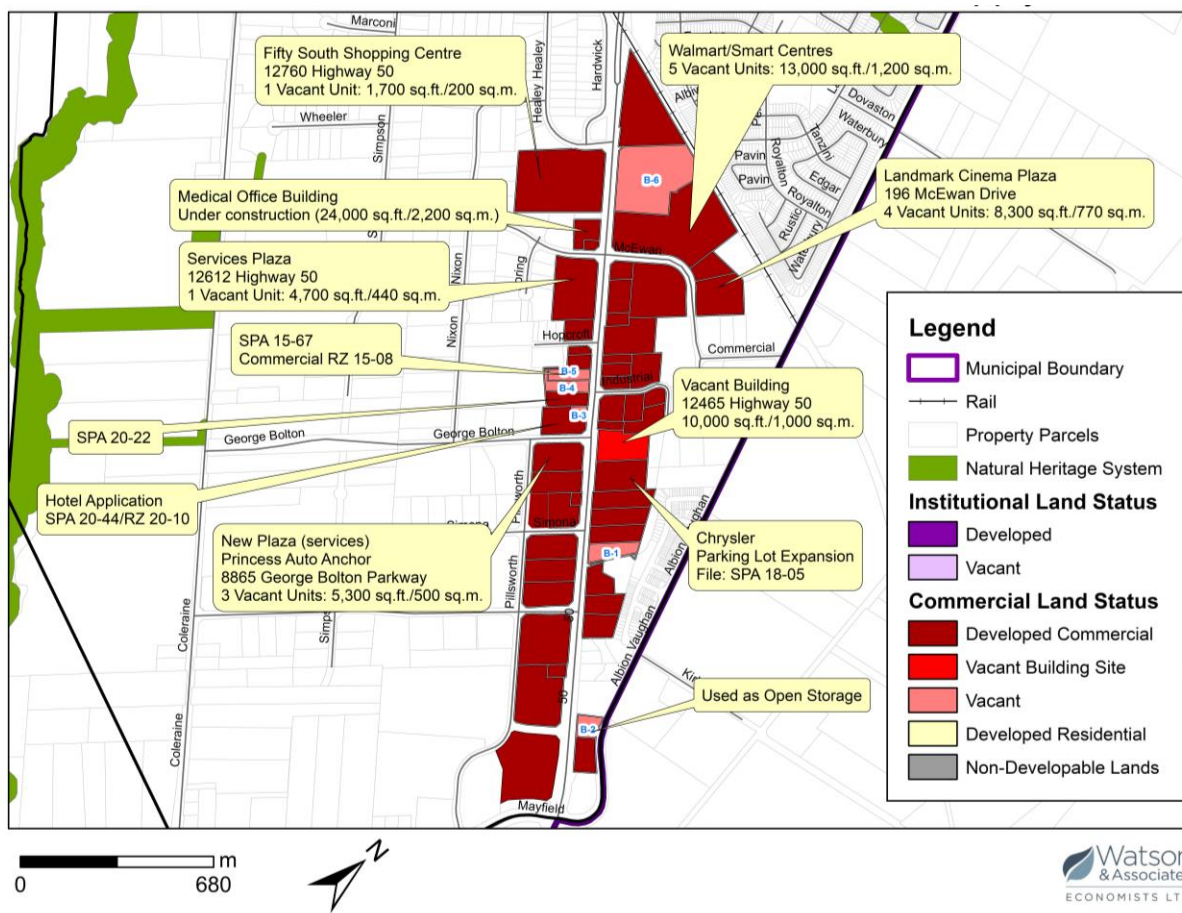 Marconi
Fifty South Shopping Centre
12760 Highway 50
1 Vacant Unit: 1,700 sq.ft./200 sq.m.
Healey Healey
Hardwick
Walmart/Smart Centres
5 Vacant Units: 13,000 sq.ft./1,200 sq.m.
Dovaston
Waterbury
Wheeler
Simpson
Tanzini
Pavin
Pavin
Royalton
Edgar
Royalton
Rustic
Waterbury
B-6
Landmark Cinema Plaza
196 McEwan Drive
4 Vacant Units: 8,300 sq.ft./770 sq.m.
Medical Office Building
Under construction (24,000 sq.ft./2,200 sq.m.)
McEwan
Services Plaza
12612 Highway 50
1 Vacant Unit: 4,700 sq.ft./440 sq.m.
Nixon
Nixon
Hopcroft
Commercial
SPA 15-67
Commercial RZ 15-08
B-5
B-4
B-3
Industrial
Vacant Building
12465 Highway 50
10,000 sq.ft./1,000 sq.m.
SPA 20-22
George Bolton
George Bolton
Hotel Application
SPA 20-44/RZ 20-10
Simona
New Plaza (services)
Princess Auto Anchor
8865 George Bolton Parkway
3 Vacant Units: 5,300 sq.ft./500 sq.m.
B-1
Chrysler
Parking Lot Expansion
File: SPA 18-05
Albion Vaughan
Pillsworth
Coleraine
Coleraine
50
50
Used as Open Storage
B-2
Mayfield
Legend
Municipal Boundary
Rail
Property Parcels
Natural Heritage System
Institutional Land Status
Developed
Vacant
Commercial Land Status
Developed Commercial
Vacant Building Site
Vacant
Developed Residential
Non-Developable Lands
m
0 680
N
Watson
& Associate
ECONOMISTS LT